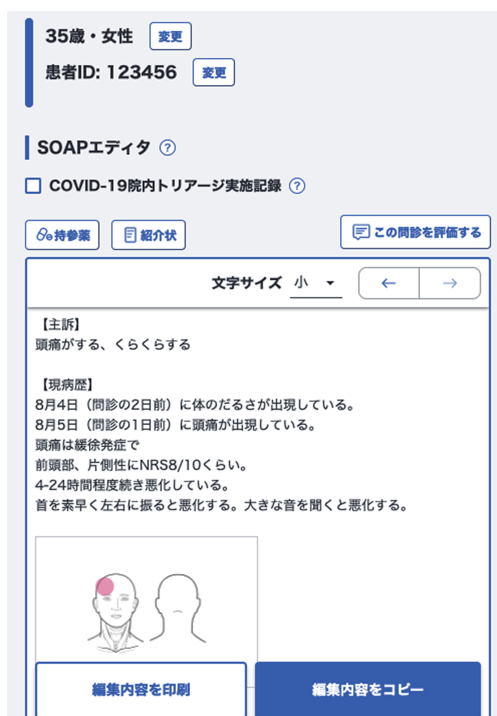 35歳・女性 変更
患者ID: 123456 変更
SOAPエディタ ?
COVID-19院内トリアージ実施記録 ?
持参薬 紹介状 この問診を評価する
文字サイズ 小 ← →
【主訴】
頭痛がする、くらくらする
【現病歴】
8月4日（問診の2日前）に体のだるさが出現している。
8月5日（問診の1日前）に頭痛が出現している。
頭痛は緩徐発症で
前頭部、片側性にNRS8/10くらい。
4-24時間程度続き悪化している。
首を素早く左右に振ると悪化する。大きな音を聞くと悪化する。
編集内容を印刷 編集内容をコピー